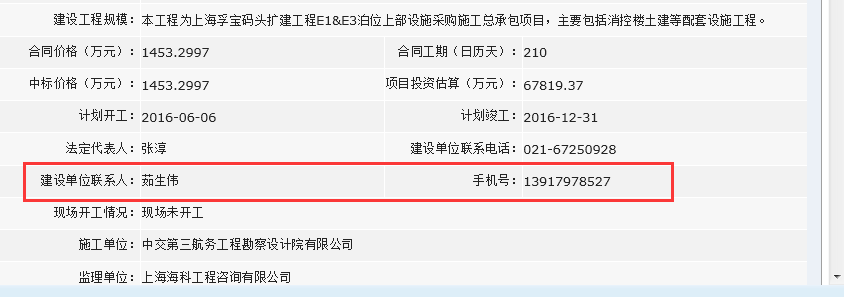 建设工程规模：本工程为上海孚宝码头扩建工程E1&E3泊位上部设施采购施工总承包项目，主要包括消控楼土建等配套设施工程。
合同价格（万元）：1453.2997 合同工期（日历天）：210
中标价格（万元）：1453.2997 项目投资估算（万元）：67819.37
计划开工：2016-06-06 计划竣工：2016-12-31
法定代表人：张淳 建设单位联系电话：021-67250928
建设单位联系人：茹生伟 手机号：13917978527
现场开工情况：现场未开工
施工单位：中交第三航务工程勘察设计院有限公司
监理单位：上海海科工程咨询有限公司